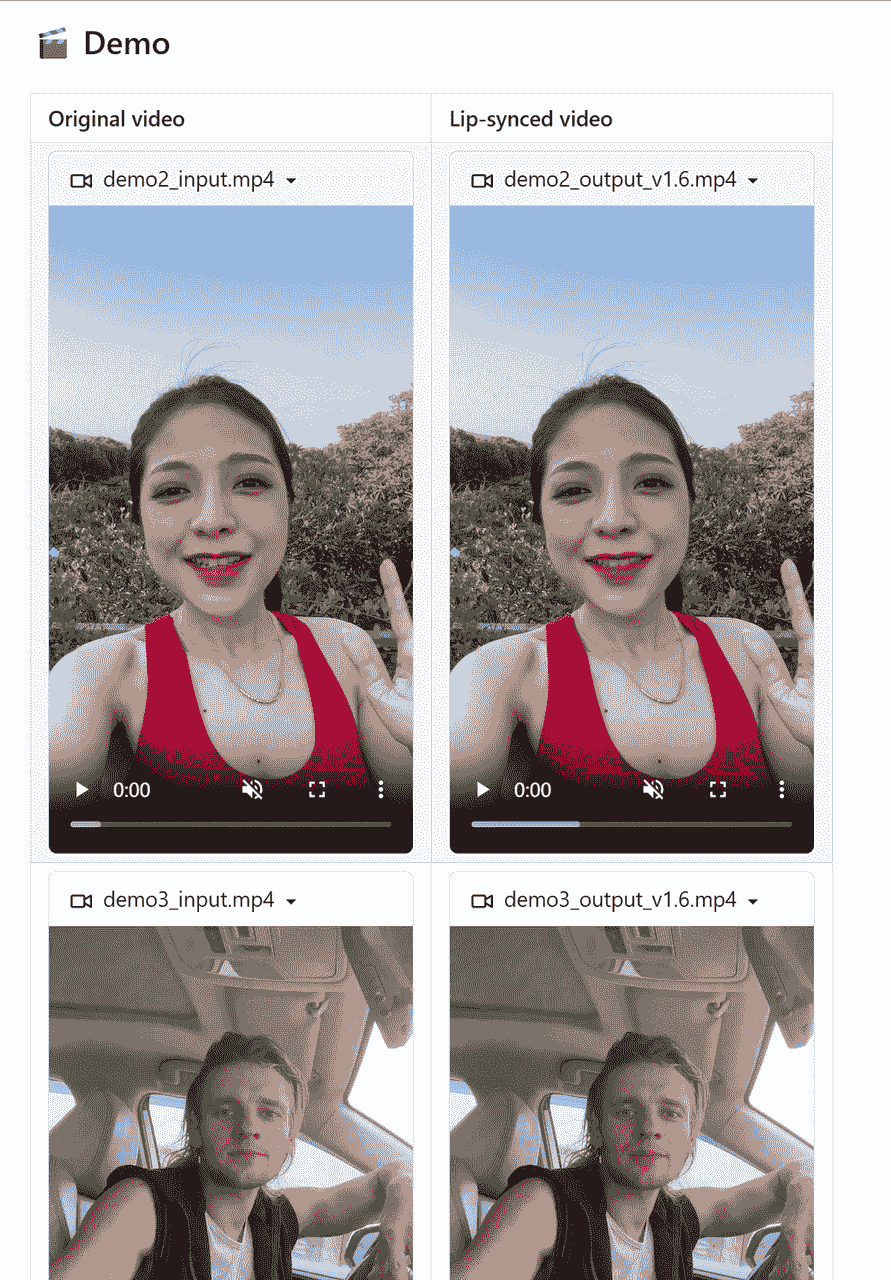 🎬 Demo
Original video
Lip-synced video
demo2_input.mp4
demo2_output_v1.6.mp4
0:00
0:00
demo3_input.mp4
demo3_output_v1.6.mp4